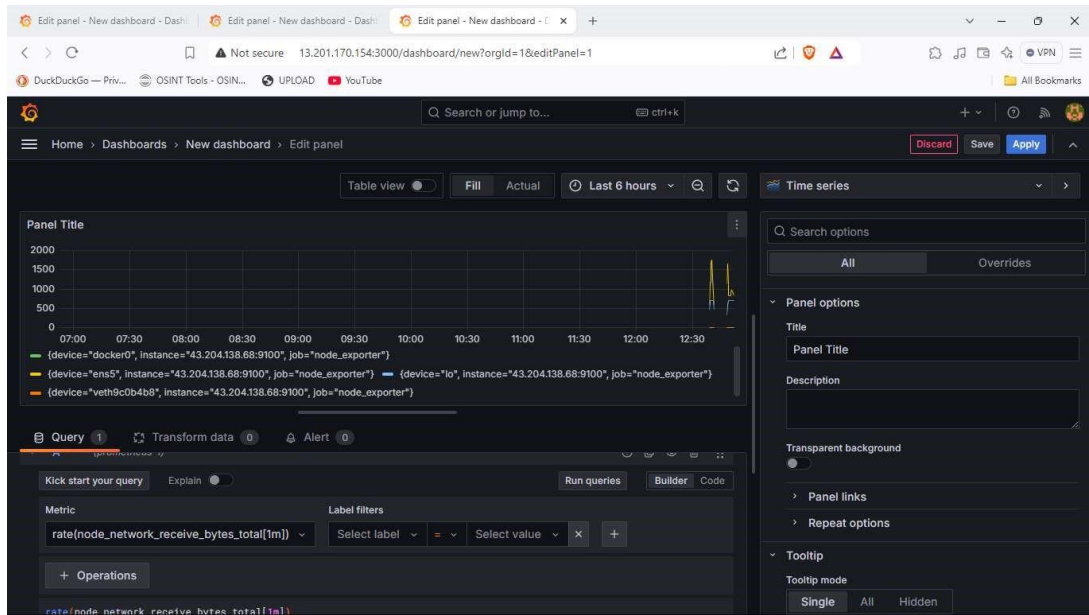 Edit panel - New dashboard - Dash
Edit panel - New dashboard - Dash
Edit panel - New dashboard - D
Not secure 13.201.170.154:3000/dashboard/new?orgId=1&editPanel=1
VPN
DuckDuckGo — Priv...
OSINT Tools - OSIN...
UPLOAD
YouTube
All Bookmarks
Search or jump to...
ctrl+k
Home › Dashboards › New dashboard › Edit panel
Discard
Save
Apply
Table view
Fill
Actual
Last 6 hours
Time series
Panel Title
2000
1500
1000
500
0
07:00 07:30 08:00 08:30 09:00 09:30 10:00 10:30 11:00 11:30 12:00 12:30
{device="docker0", instance="43.204.138.68:9100", job="node_exporter"}
{device="ens5", instance="43.204.138.68:9100", job="node_exporter"} {device="lo", instance="43.204.138.68:9100", job="node_exporter"}
{device="veth9c0b4b8", instance="43.204.138.68:9100", job="node_exporter"}
Query 1
Transform data 0
Alert 0
Kick start your query
Explain
Run queries
Builder
Code
Metric
Label filters
rate(node_network_receive_bytes_total[1m])
Select label
=
Select value
+ Operations
rate(node_network_receive_bytes_total[1m])
Search options
All
Overrides
Panel options
Title
Panel Title
Description
Transparent background
Panel links
Repeat options
Tooltip
Tooltip mode
Single
All
Hidden